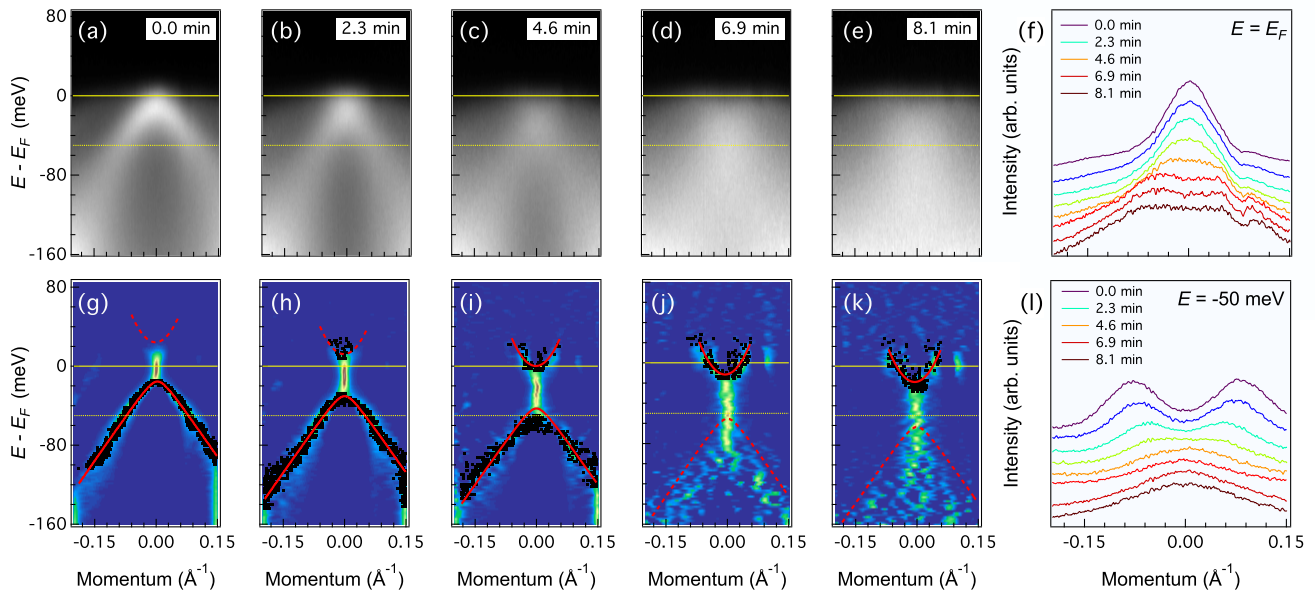 (a) 0.0 min
(b) 2.3 min
(c) 4.6 min
(d) 6.9 min
(e) 8.1 min
80
0
-80
-160
E - E_F (meV)
(f) E = E_F
0.0 min
2.3 min
4.6 min
6.9 min
8.1 min
Intensity (arb. units)
(g)
(h)
(i)
(j)
(k)
80
0
-80
-160
E - E_F (meV)
-0.15 0.00 0.15
-0.15 0.00 0.15
-0.15 0.00 0.15
-0.15 0.00 0.15
-0.15 0.00 0.15
Momentum (Å⁻¹)
Momentum (Å⁻¹)
Momentum (Å⁻¹)
Momentum (Å⁻¹)
Momentum (Å⁻¹)
(l) E = -50 meV
0.0 min
2.3 min
4.6 min
6.9 min
8.1 min
Intensity (arb. units)
-0.15 0.00 0.15
Momentum (Å⁻¹)